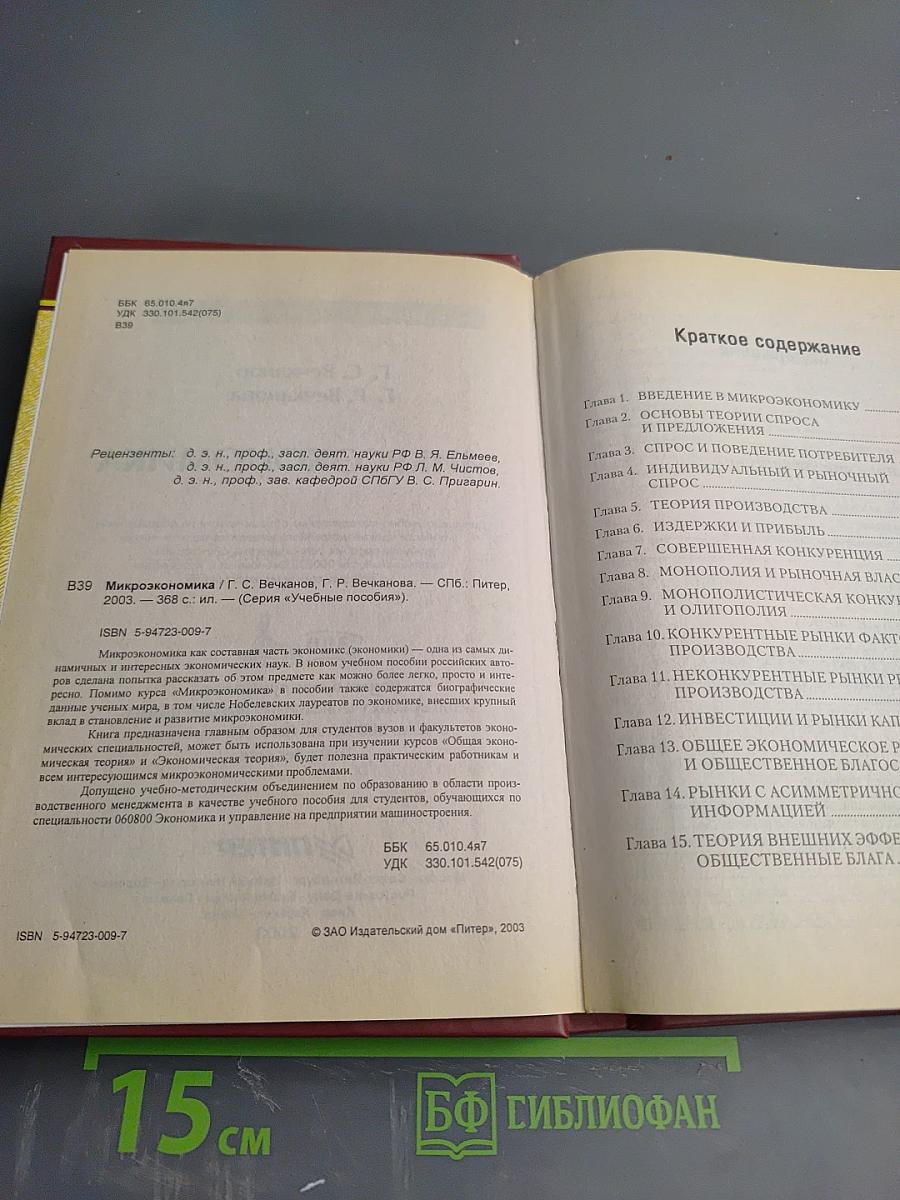 ББК 65.010.4я7
УДК 330.101.542(075)
В39
Рецензенты: д. э. н., проф., засл. деят. науки РФ В. Я. Ельмеев,
д. э. н., проф., засл. деят. науки РФ Л. М. Чистов,
д. э. н., проф., зав. кафедрой СПбГУ В. С. Пригарин.
В39 Микроэкономика / Г. С. Вечканов, Г. Р. Вечканова. — СПб.: Питер,
2003. — 368 с.: ил. — (Серия «Учебные пособия»).
ISBN 5-94723-009-7
Микроэкономика как составная часть экономикс (экономики) — одна из самых ди-
намичных и интересных экономических наук. В новом учебном пособии российских авто-
ров сделана попытка рассказать об этом предмете как можно более легко, просто и инте-
ресно. Помимо курса «Микроэкономика» в пособии также содержатся биографические
данные ученых мира, в том числе Нобелевских лауреатов по экономике, внесших крупный
вклад в становление и развитие микроэкономики.
Книга предназначена главным образом для студентов вузов и факультетов эконо-
мических специальностей, может быть использована при изучении курсов «Общая эконо-
мическая теория» и «Экономическая теория», будет полезна практическим работникам и
всем интересующимся микроэкономическими проблемами.
Допущено учебно-методическим объединением по образованию в области произ-
водственного менеджмента в качестве учебного пособия для студентов, обучающихся по
специальности 060800 Экономика и управление на предприятии машиностроения.
ББК 65.010.4я7
УДК 330.101.542(075)
ISBN 5-94723-009-7
© ЗАО Издательский дом «Питер», 2003
Краткое содержание
Глава 1. ВВЕДЕНИЕ В МИКРОЭКОНОМИКУ
Глава 2. ОСНОВЫ ТЕОРИИ СПРОСА
И ПРЕДЛОЖЕНИЯ
Глава 3. СПРОС И ПОВЕДЕНИЕ ПОТРЕБИТЕЛЯ
Глава 4. ИНДИВИДУАЛЬНЫЙ И РЫНОЧНЫЙ
СПРОС
Глава 5. ТЕОРИЯ ПРОИЗВОДСТВА
Глава 6. ИЗДЕРЖКИ И ПРИБЫЛЬ
Глава 7. СОВЕРШЕННАЯ КОНКУРЕНЦИЯ
Глава 8. МОНОПОЛИЯ И РЫНОЧНАЯ ВЛАС
Глава 9. МОНОПОЛИСТИЧЕСКАЯ КОНКУР
И ОЛИГОПОЛИЯ
Глава 10. КОНКУРЕНТНЫЕ РЫНКИ ФАКТО
ПРОИЗВОДСТВА
Глава 11. НЕКОНКУРЕНТНЫЕ РЫНКИ РЕ
ПРОИЗВОДСТВА
Глава 12. ИНВЕСТИЦИИ И РЫНКИ КАП
Глава 13. ОБЩЕЕ ЭКОНОМИЧЕСКОЕ Р
И ОБЩЕСТВЕННОЕ БЛАГОС
Глава 14. РЫНКИ С АСИММЕТРИЧНО
ИНФОРМАЦИЕЙ
Глава 15. ТЕОРИЯ ВНЕШНИХ ЭФФЕ
ОБЩЕСТВЕННЫЕ БЛАГА
15 см
БФ БИБЛИОФАН